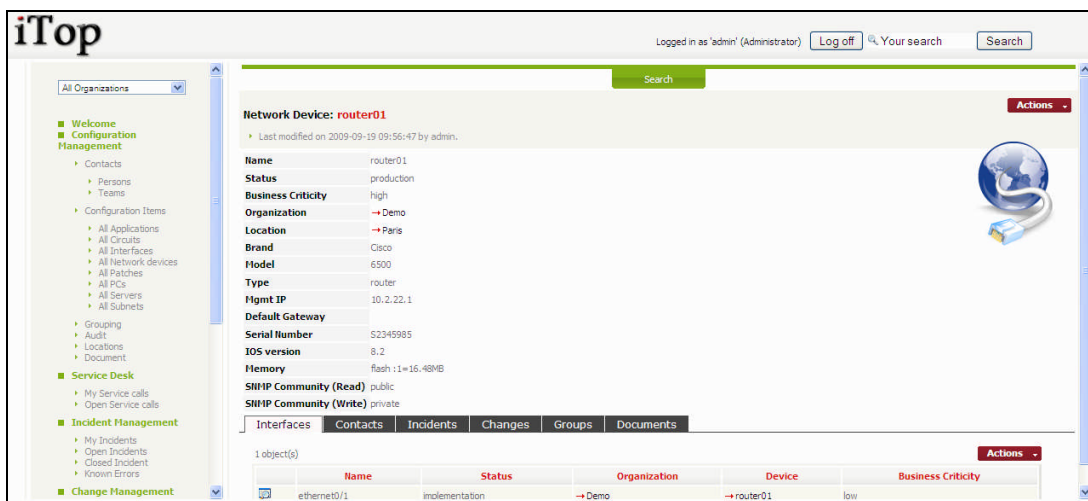 iTop
Logged in as 'admin' (Administrator) Log off Your search Search
All Organizations
Welcome
Configuration
Management
Contacts
Persons
Teams
Configuration Items
All Applications
All Circuits
All Interfaces
All Network devices
All Patches
All PCs
All Servers
All Subnets
Grouping
Audit
Locations
Document
Service Desk
My Service calls
Open Service calls
Incident Management
My Incidents
Open Incidents
Closed Incident
Known Errors
Change Management
Search
Actions
Network Device: router01
Last modified on 2009-09-19 09:56:47 by admin.
Name router01
Status production
Business Criticity high
Organization Demo
Location Paris
Brand Cisco
Model 6500
Type router
Mgmt IP 10.2.22.1
Default Gateway
Serial Number S2345985
IOS version 8.2
Memory flash :1=16.48MB
SNMP Community (Read) public
SNMP Community (Write) private
Interfaces Contacts Incidents Changes Groups Documents
1 object(s) Actions
Name Status Organization Device Business Criticity
ethernet0/1 implementation Demo router01 low